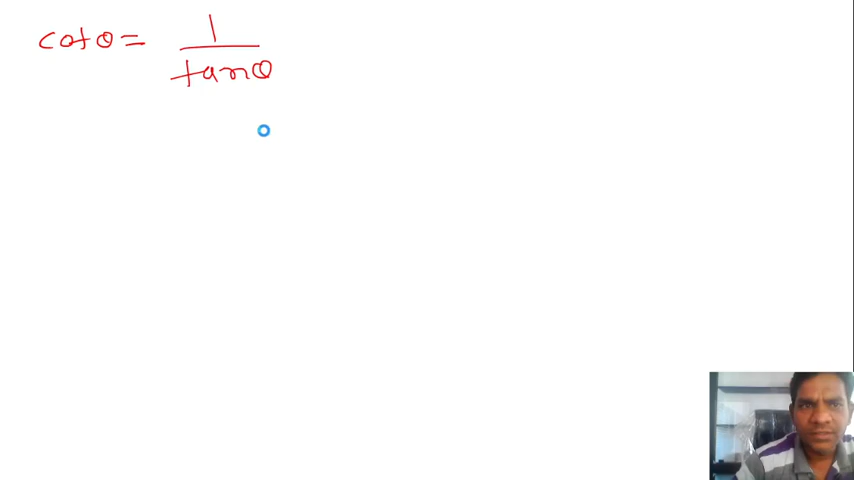 cotθ = 1/tanθ